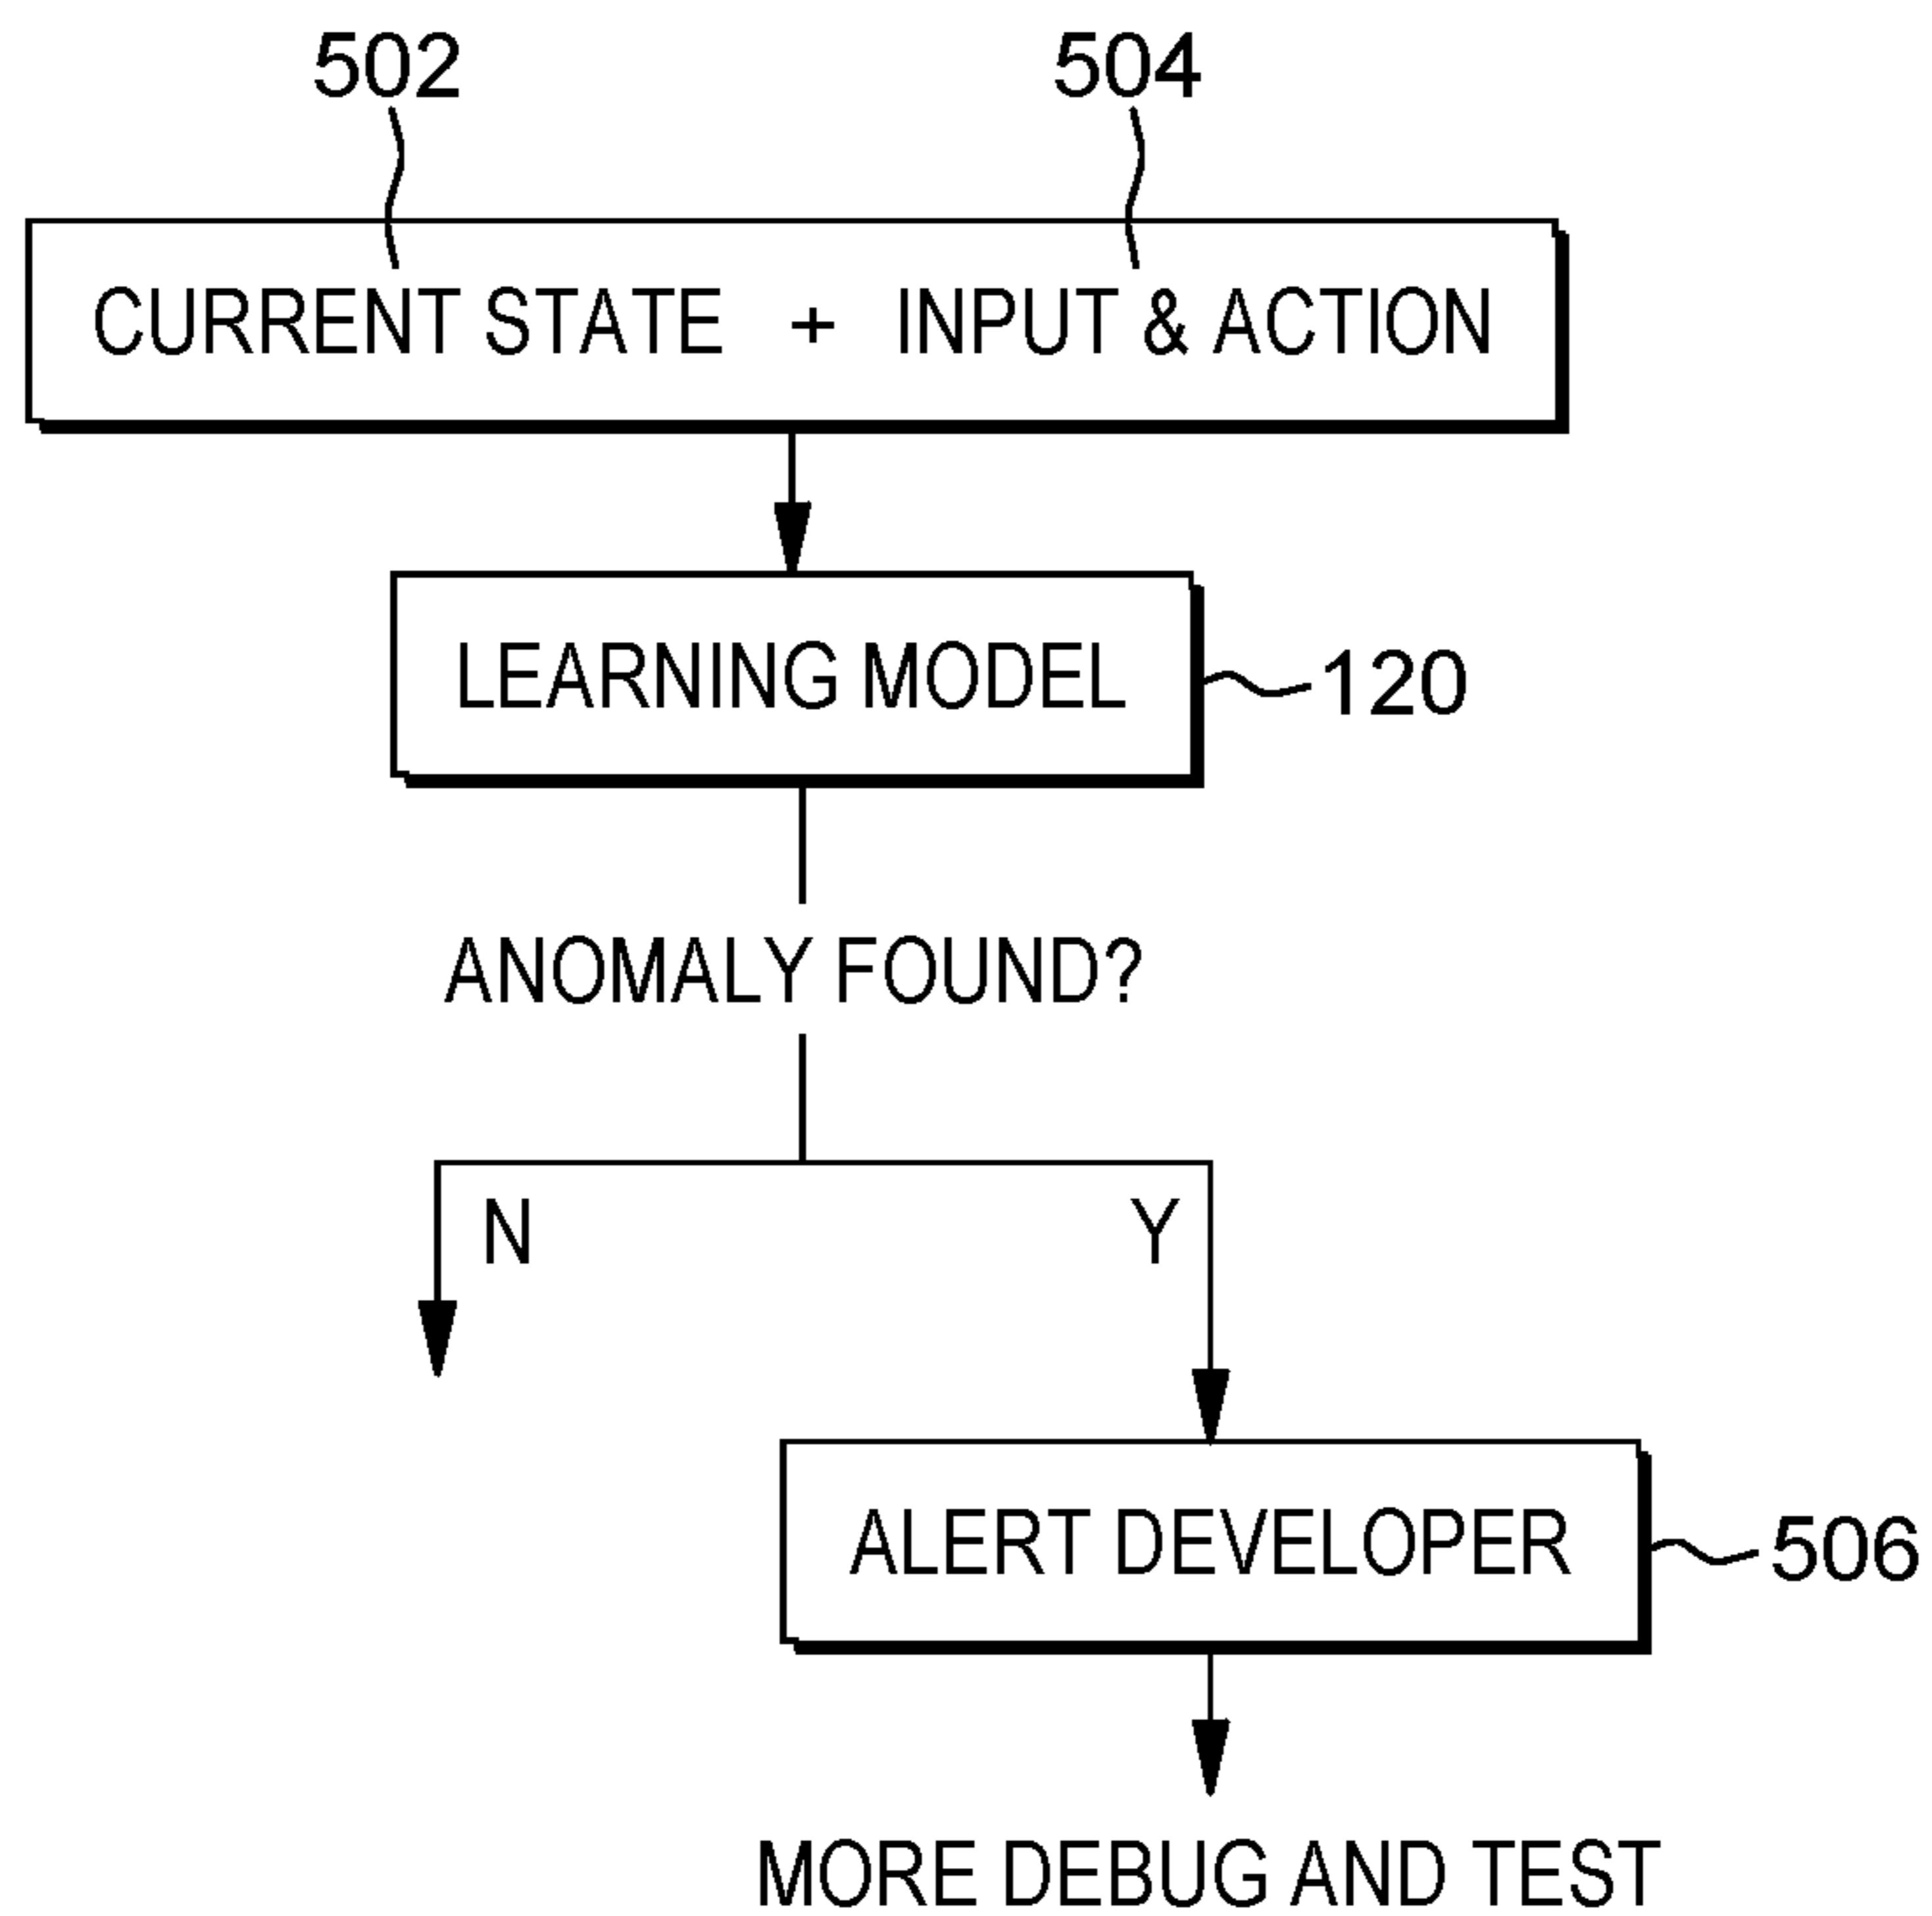 502 504
CURRENT STATE + INPUT & ACTION
LEARNING MODEL 120
ANOMALY FOUND?
N Y
ALERT DEVELOPER 506
MORE DEBUG AND TEST